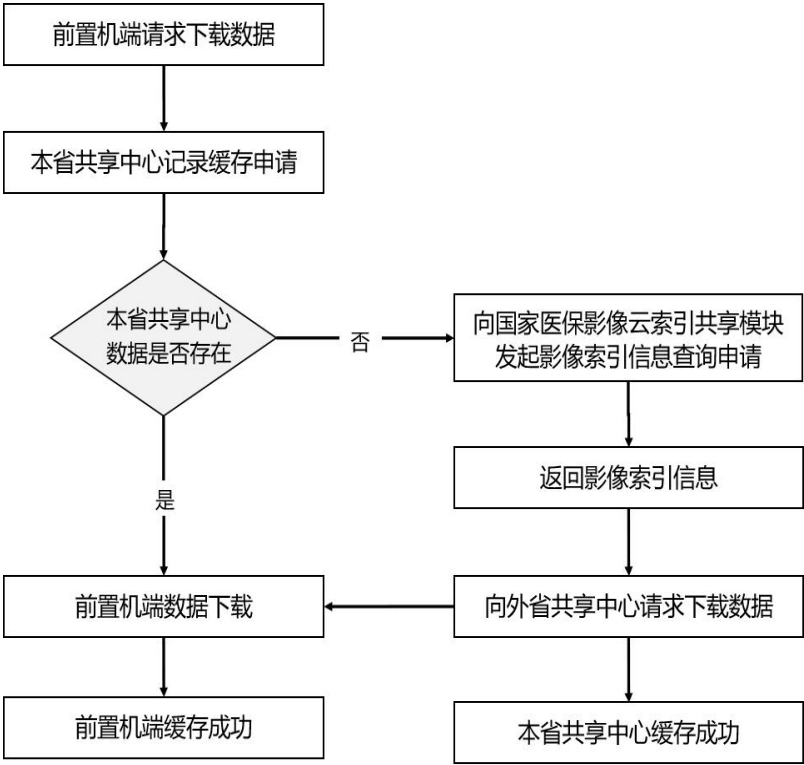 前置机端请求下载数据
本省共享中心记录缓存申请
本省共享中心
数据是否存在
否
向国家医保影像云索引共享模块
发起影像索引信息查询申请
返回影像索引信息
是
前置机端数据下载
向外省共享中心请求下载数据
前置机端缓存成功
本省共享中心缓存成功